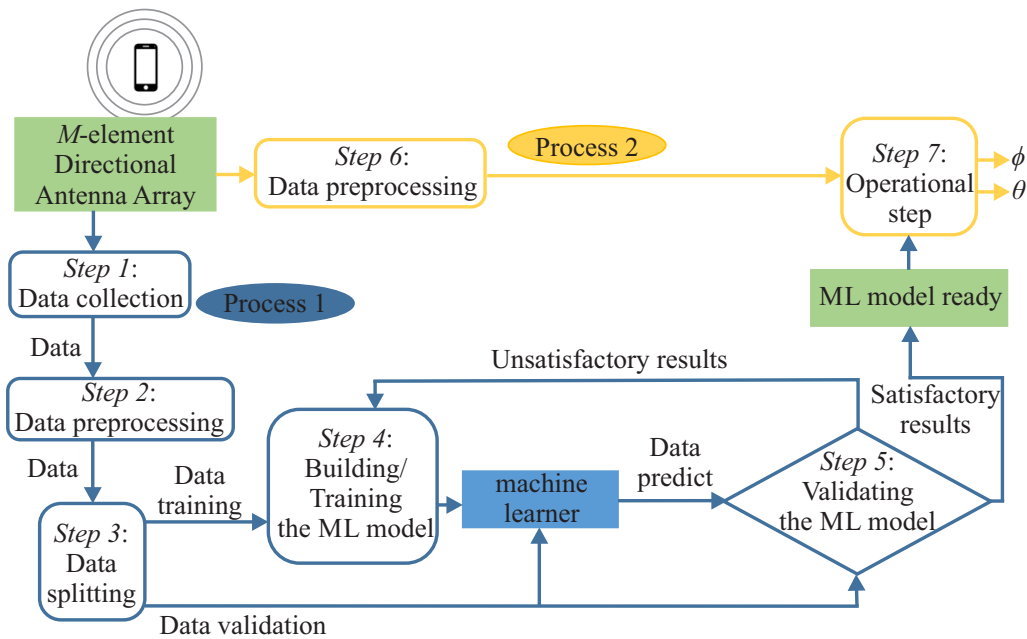 M-element
Directional
Antenna Array
Step 6:
Data preprocessing
Process 2
Step 7:
Operational
step
ϕ
θ
Step 1:
Data collection
Process 1
ML model ready
Data
Unsatisfactory results
Satisfactory
results
Step 2:
Data preprocessing
Data
Data
training
Step 4:
Building/
Training
the ML model
machine
learner
Data
predict
Step 5:
Validating
the ML model
Step 3:
Data
splitting
Data validation